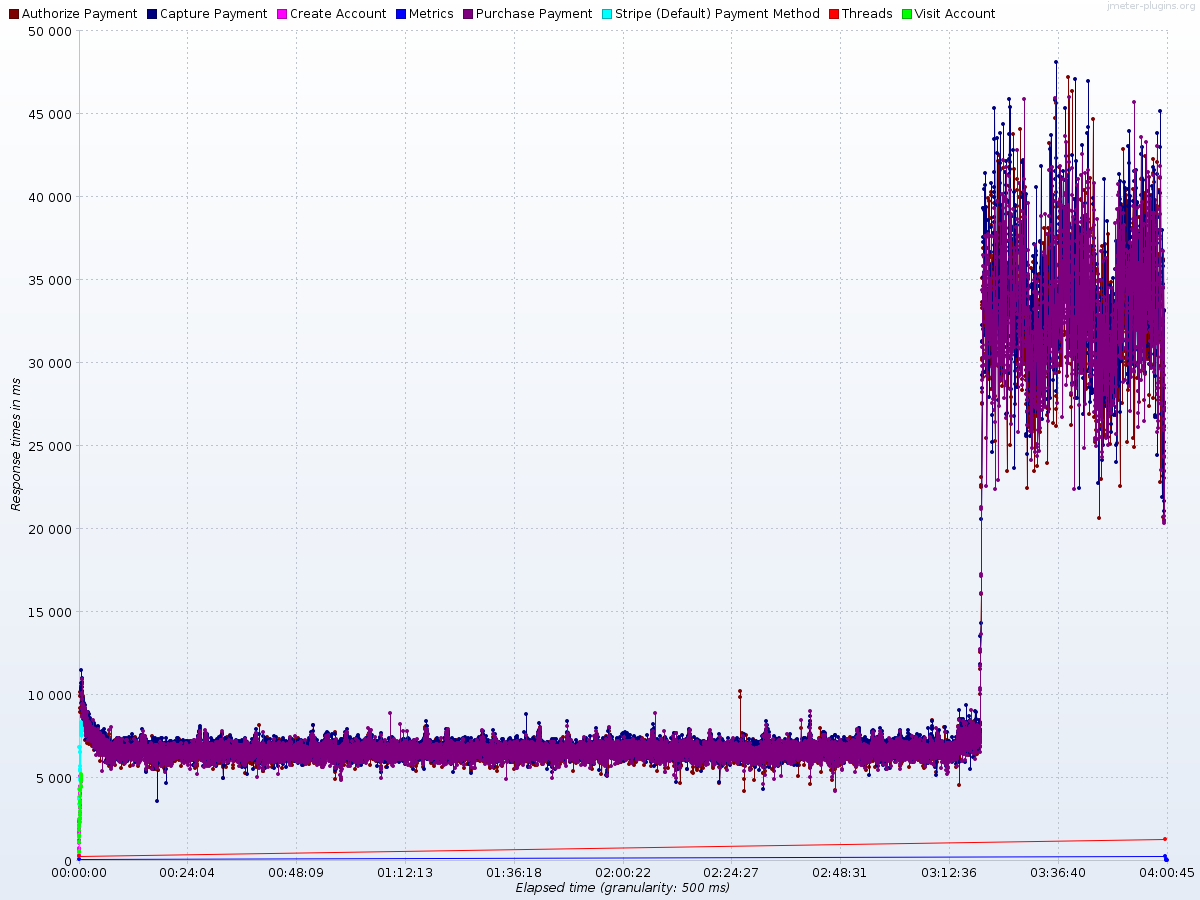 jmeter-plugins.org
Authorize Payment Capture Payment Create Account Metrics Purchase Payment Stripe (Default) Payment Method Threads Visit Account
50 000
45 000
40 000
35 000
30 000
25 000
20 000
15 000
10 000
5 000
0
Response times in ms
00:00:00 00:24:04 00:48:09 01:12:13 01:36:18 02:00:22 02:24:27 02:48:31 03:12:36 03:36:40 04:00:45
Elapsed time (granularity: 500 ms)